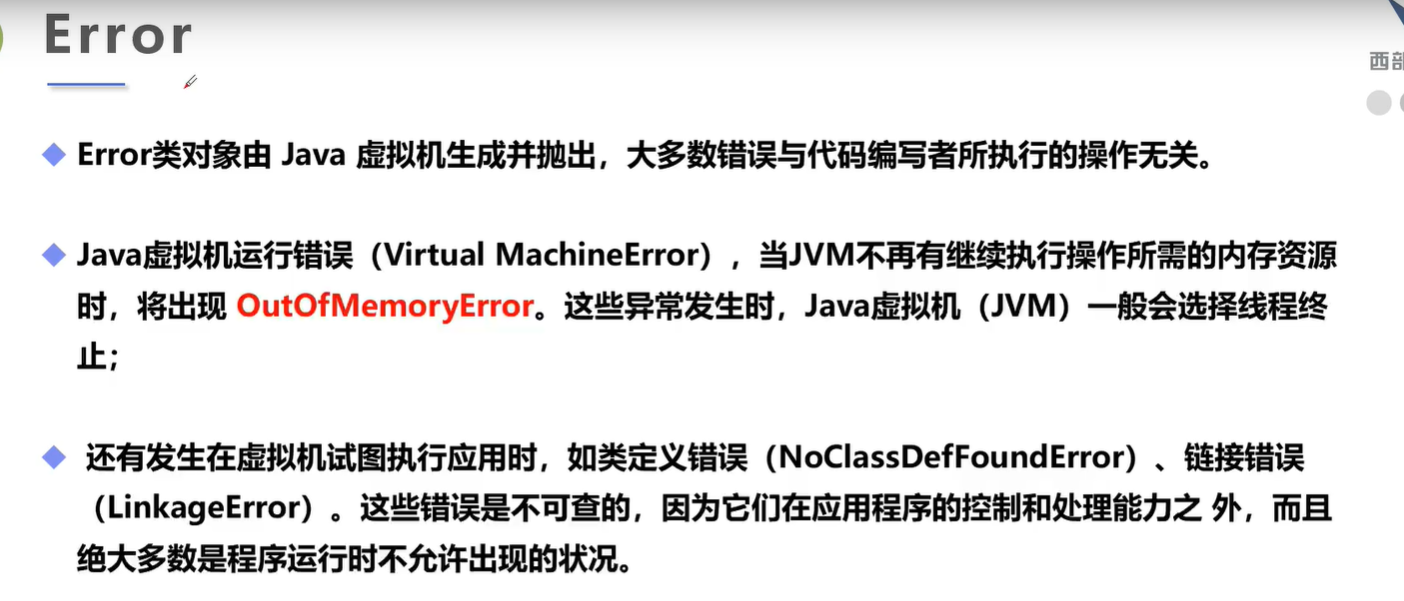 Error
西部
Error类对象由 Java 虚拟机生成并抛出，大多数错误与代码编写者所执行的操作无关。
Java虚拟机运行错误（Virtual MachineError），当JVM不再有继续执行操作所需的内存资源
时，将出现 OutOfMemoryError。这些异常发生时，Java虚拟机（JVM）一般会选择线程终
止；
还有发生在虚拟机试图执行应用时，如类定义错误（NoClassDefFoundError）、链接错误
（LinkageError）。这些错误是不可查的，因为它们在应用程序的控制和处理能力之 外，而且
绝大多数是程序运行时不允许出现的状况。